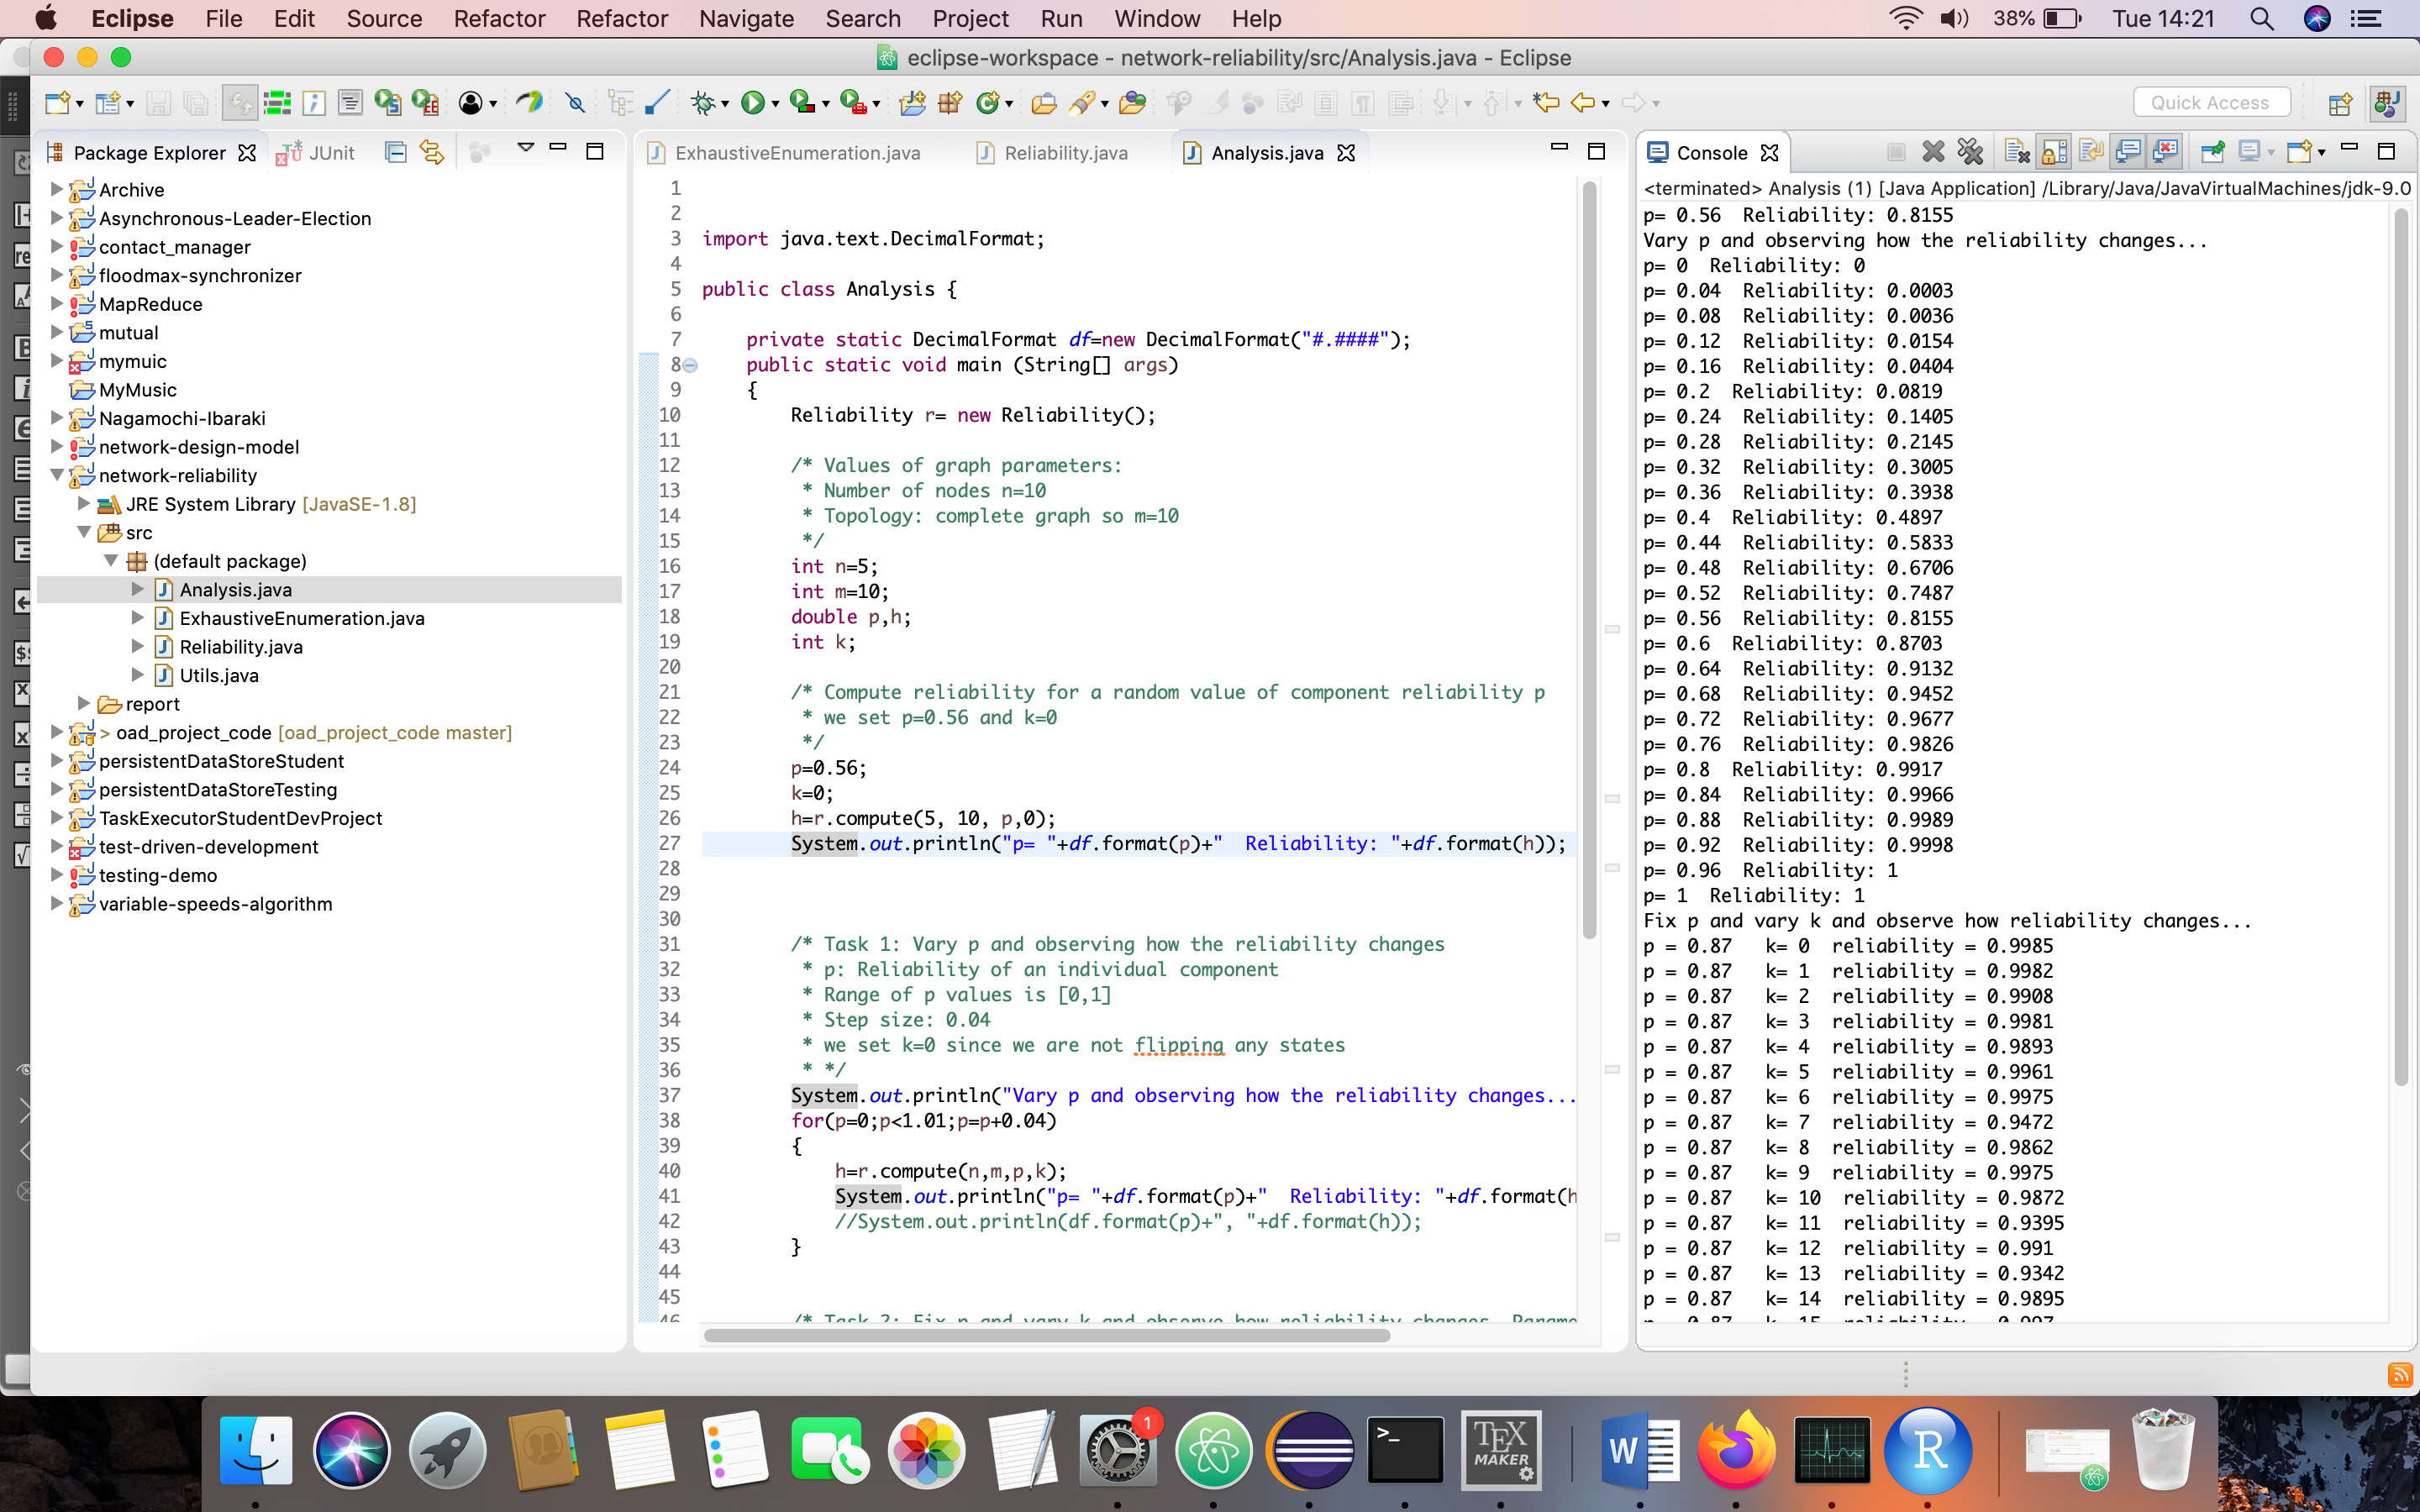 Eclipse File Edit Source Refactor Refactor Navigate Search Project Run Window Help 38% Tue 14:21
eclipse-workspace - network-reliability/src/Analysis.java - Eclipse
Quick Access
Package Explorer JUnit
Archive
Asynchronous-Leader-Election
contact_manager
floodmax-synchronizer
MapReduce
mutual
mymuic
MyMusic
Nagamochi-Ibaraki
network-design-model
network-reliability
JRE System Library [JavaSE-1.8]
src
(default package)
Analysis.java
ExhaustiveEnumeration.java
Reliability.java
Utils.java
report
> oad_project_code [oad_project_code master]
persistentDataStoreStudent
persistentDataStoreTesting
TaskExecutorStudentDevProject
test-driven-development
testing-demo
variable-speeds-algorithm
ExhaustiveEnumeration.java Reliability.java Analysis.java
1
2
3 import java.text.DecimalFormat;
4
5 public class Analysis {
6
7 private static DecimalFormat df=new DecimalFormat("#.####");
8 public static void main (String[] args)
9 {
10 Reliability r= new Reliability();
11
12 /* Values of graph parameters:
13 * Number of nodes n=10
14 * Topology: complete graph so m=10
15 */
16 int n=5;
17 int m=10;
18 double p,h;
19 int k;
20
21 /* Compute reliability for a random value of component reliability p
22 * we set p=0.56 and k=0
23 */
24 p=0.56;
25 k=0;
26 h=r.compute(5, 10, p,0);
27 System.out.println("p= "+df.format(p)+"  Reliability: "+df.format(h));
28
29
30
31 /* Task 1: Vary p and observing how the reliability changes
32 * p: Reliability of an individual component
33 * Range of p values is [0,1]
34 * Step size: 0.04
35 * we set k=0 since we are not flipping any states
36 * */
37 System.out.println("Vary p and observing how the reliability changes...
38 for(p=0;p<1.01;p=p+0.04)
39 {
40 h=r.compute(n,m,p,k);
41 System.out.println("p= "+df.format(p)+"  Reliability: "+df.format(h
42 //System.out.println(df.format(p)+", "+df.format(h));
43 }
44
45
46 /* Task 2: Fix p and vary k and observe how reliability changes. Parame
Console
<terminated> Analysis (1) [Java Application] /Library/Java/JavaVirtualMachines/jdk-9.0
p= 0.56  Reliability: 0.8155
Vary p and observing how the reliability changes...
p= 0  Reliability: 0
p= 0.04  Reliability: 0.0003
p= 0.08  Reliability: 0.0036
p= 0.12  Reliability: 0.0154
p= 0.16  Reliability: 0.0404
p= 0.2  Reliability: 0.0819
p= 0.24  Reliability: 0.1405
p= 0.28  Reliability: 0.2145
p= 0.32  Reliability: 0.3005
p= 0.36  Reliability: 0.3938
p= 0.4  Reliability: 0.4897
p= 0.44  Reliability: 0.5833
p= 0.48  Reliability: 0.6706
p= 0.52  Reliability: 0.7487
p= 0.56  Reliability: 0.8155
p= 0.6  Reliability: 0.8703
p= 0.64  Reliability: 0.9132
p= 0.68  Reliability: 0.9452
p= 0.72  Reliability: 0.9677
p= 0.76  Reliability: 0.9826
p= 0.8  Reliability: 0.9917
p= 0.84  Reliability: 0.9966
p= 0.88  Reliability: 0.9989
p= 0.92  Reliability: 0.9998
p= 0.96  Reliability: 1
p= 1  Reliability: 1
Fix p and vary k and observe how reliability changes...
p = 0.87   k= 0  reliability = 0.9985
p = 0.87   k= 1  reliability = 0.9982
p = 0.87   k= 2  reliability = 0.9908
p = 0.87   k= 3  reliability = 0.9981
p = 0.87   k= 4  reliability = 0.9893
p = 0.87   k= 5  reliability = 0.9961
p = 0.87   k= 6  reliability = 0.9975
p = 0.87   k= 7  reliability = 0.9472
p = 0.87   k= 8  reliability = 0.9862
p = 0.87   k= 9  reliability = 0.9975
p = 0.87   k= 10  reliability = 0.9872
p = 0.87   k= 11  reliability = 0.9395
p = 0.87   k= 12  reliability = 0.991
p = 0.87   k= 13  reliability = 0.9342
p = 0.87   k= 14  reliability = 0.9895
p = 0.87   k= 15  reliability = 0.997
1
TEX
MAKER
W
R